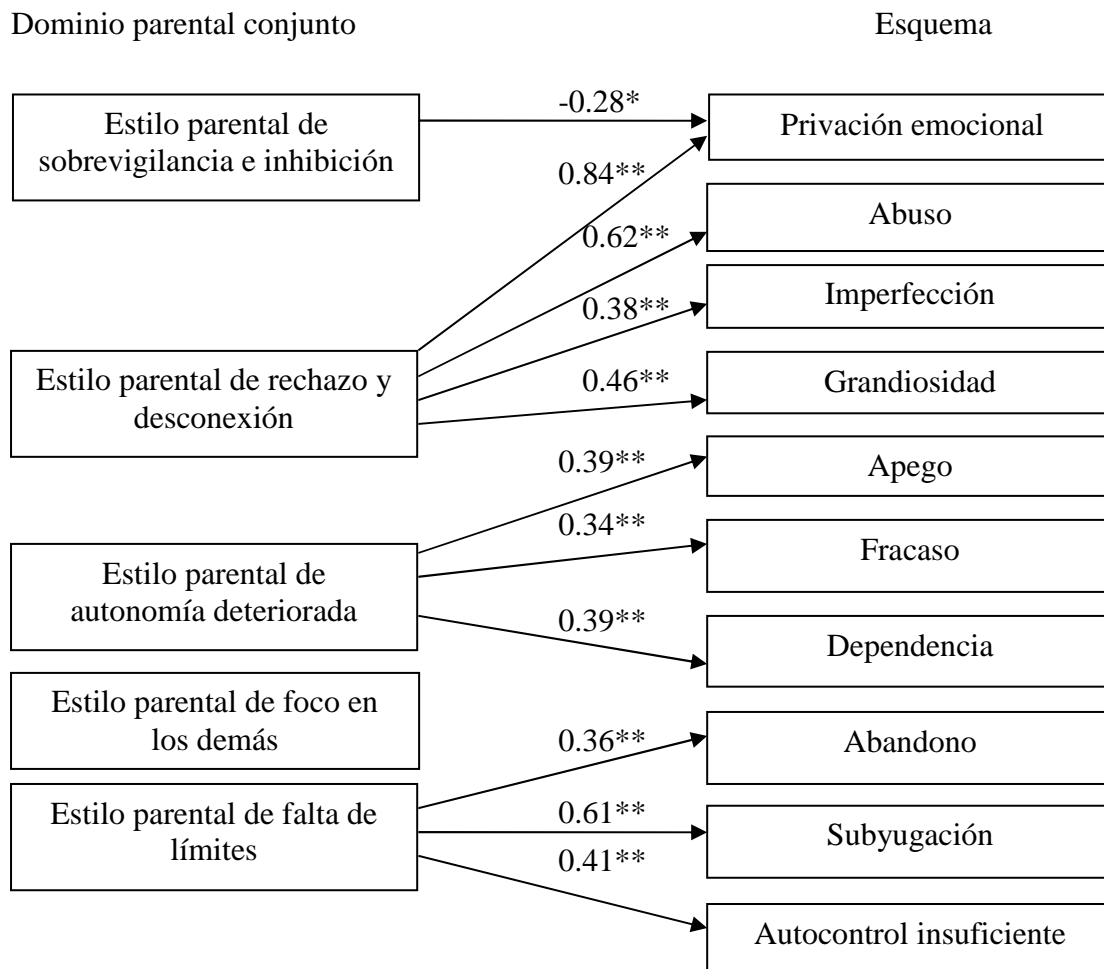 Dominio parental conjunto
Esquema
Estilo parental de
sobrevigilancia e inhibición
-0.28*
Privación emocional
0.84**
Abuso
0.62**
Imperfección
0.38**
Estilo parental de rechazo y
desconexión
0.46**
Grandiosidad
0.39**
Apego
0.34**
Fracaso
Estilo parental de
autonomía deteriorada
0.39**
Dependencia
Estilo parental de foco en
los demás
0.36**
Abandono
Estilo parental de falta de
límites
0.61**
Subyugación
0.41**
Autocontrol insuficiente